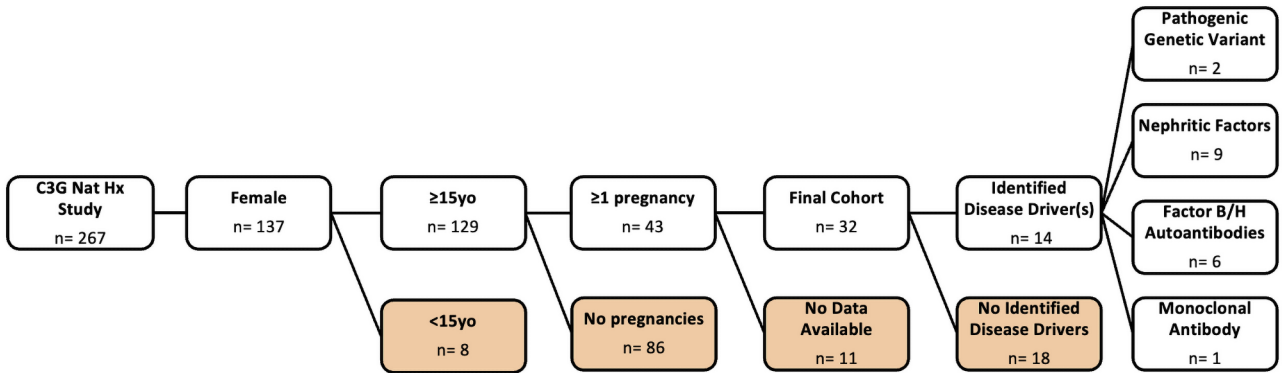 C3G Nat Hx
Study
n= 267
Female
n= 137
≥15yo
n= 129
<15yo
n= 8
≥1 pregnancy
n= 43
No pregnancies
n= 86
Final Cohort
n= 32
No Data
Available
n= 11
Identified
Disease Driver(s)
n= 14
No Identified
Disease Drivers
n= 18
Pathogenic
Genetic Variant
n= 2
Nephritic Factors
n= 9
Factor B/H
Autoantibodies
n= 6
Monoclonal
Antibody
n= 1